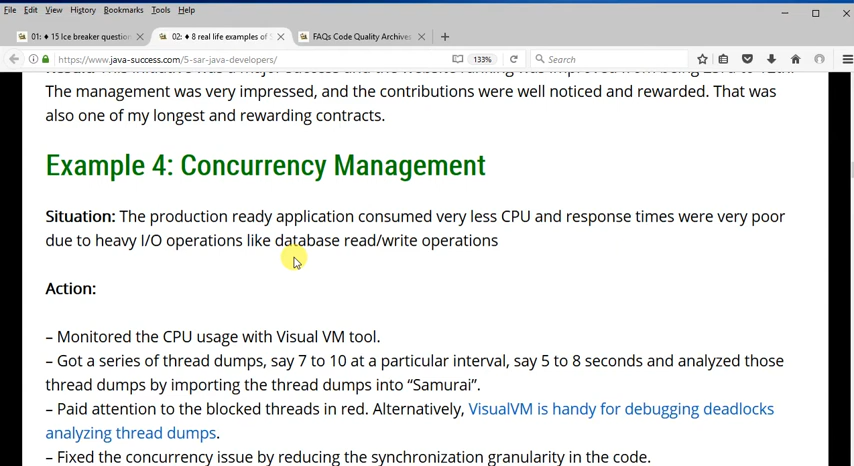 File Edit View History Bookmarks Tools Help
01: ♦ 15 Ice breaker question
02: ♦ 8 real life examples of
FAQs Code Quality Archives
https://www.java-success.com/5-sar-java-developers/
133%
Search
The management was very impressed, and the contributions were well noticed and rewarded. That was
also one of my longest and rewarding contracts.
Example 4: Concurrency Management
Situation: The production ready application consumed very less CPU and response times were very poor
due to heavy I/O operations like database read/write operations
Action:
– Monitored the CPU usage with Visual VM tool.
– Got a series of thread dumps, say 7 to 10 at a particular interval, say 5 to 8 seconds and analyzed those
thread dumps by importing the thread dumps into “Samurai”.
– Paid attention to the blocked threads in red. Alternatively, VisualVM is handy for debugging deadlocks
analyzing thread dumps.
– Fixed the concurrency issue by reducing the synchronization granularity in the code.